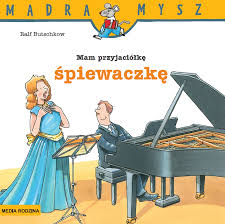 MĄDRA MYSZ
Ralf Butschkow
Mam przyjaciółkę
śpiewaczkę
MEDIA RODZINA